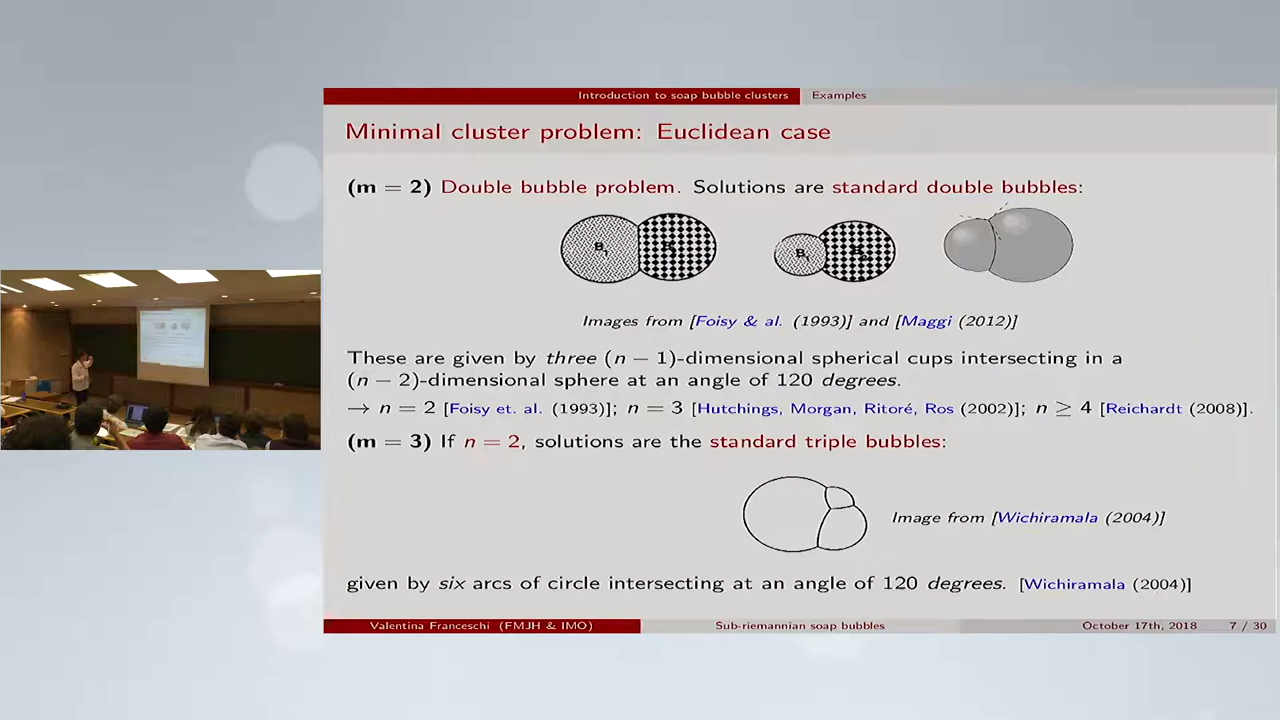 Introduction to soap bubble clusters Examples
Minimal cluster problem: Euclidean case
(m = 2) Double bubble problem. Solutions are standard double bubbles:
B1
Images from [Foisy & al. (1993)] and [Maggi (2012)]
These are given by three (n − 1)-dimensional spherical cups intersecting in a
(n − 2)-dimensional sphere at an angle of 120 degrees.
→ n = 2 [Foisy et. al. (1993)]; n = 3 [Hutchings, Morgan, Ritoré, Ros (2002)]; n ≥ 4 [Reichardt (2008)].
(m = 3) If n = 2, solutions are the standard triple bubbles:
Image from [Wichiramala (2004)]
given by six arcs of circle intersecting at an angle of 120 degrees. [Wichiramala (2004)]
Valentina Franceschi (FMJH & IMO) Sub-riemannian soap bubbles October 17th, 2018 7 / 30